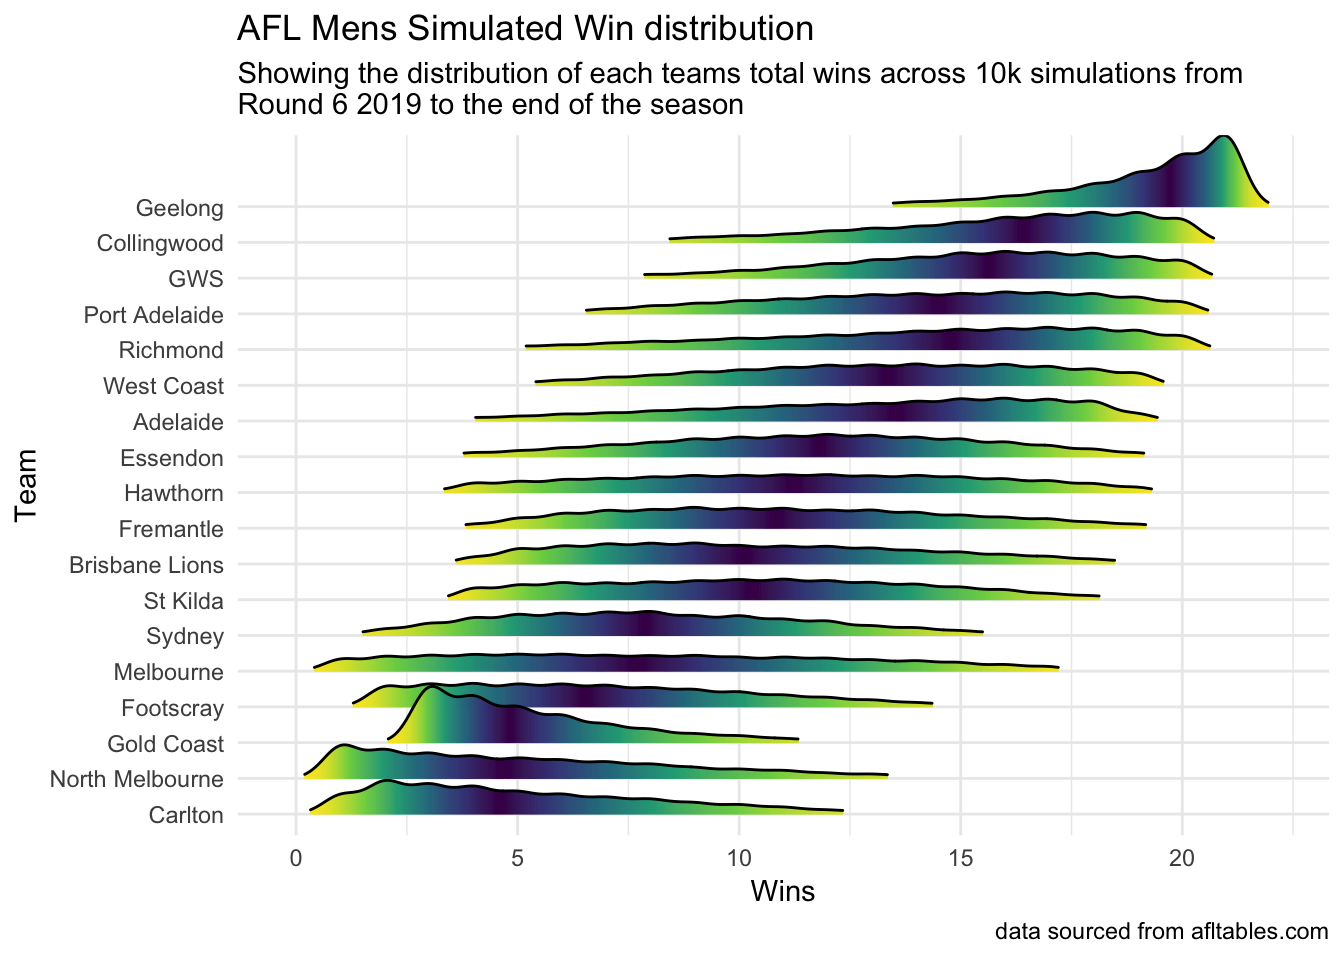 AFL Mens Simulated Win distribution
Showing the distribution of each teams total wins across 10k simulations from
Round 6 2019 to the end of the season
Team
Geelong
Collingwood
GWS
Port Adelaide
Richmond
West Coast
Adelaide
Essendon
Hawthorn
Fremantle
Brisbane Lions
St Kilda
Sydney
Melbourne
Footscray
Gold Coast
North Melbourne
Carlton
0 5 10 15 20
Wins
data sourced from afltables.com